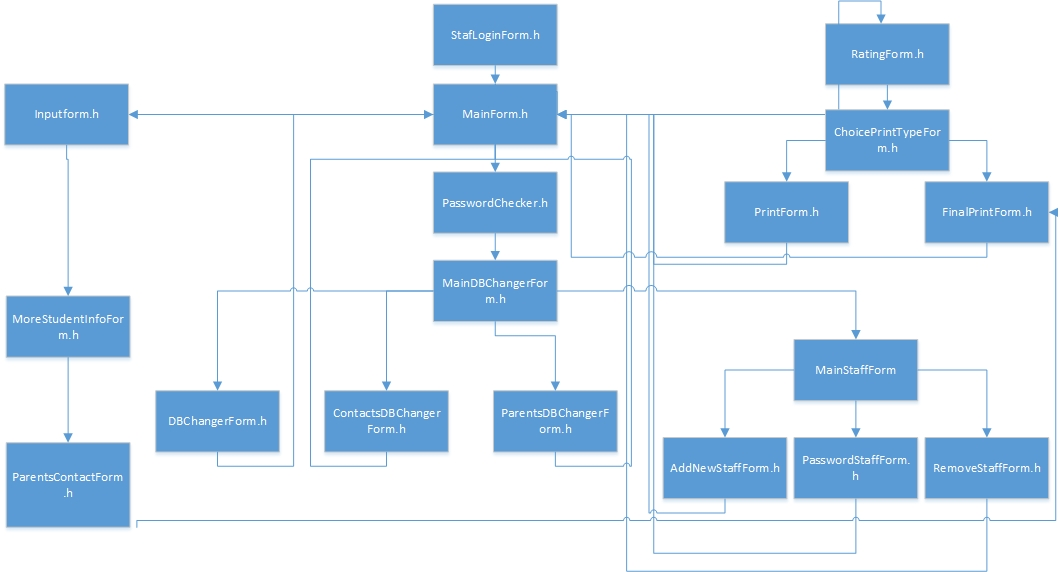 StafLoginForm.h
RatingForm.h
Inputform.h
MainForm.h
ChoicePrintTypeFor
m.h
PasswordChecker.h
PrintForm.h
FinalPrintForm.h
MainDBChangerFor
m.h
MoreStudentInfoFor
m.h
MainStaffForm
DBChangerForm.h
ContactsDBChanger
Form.h
ParentsDBChangerF
orm.h
ParentsContactForm
.h
AddNewStaffForm.h
PasswordStaffForm.
h
RemoveStaffForm.h